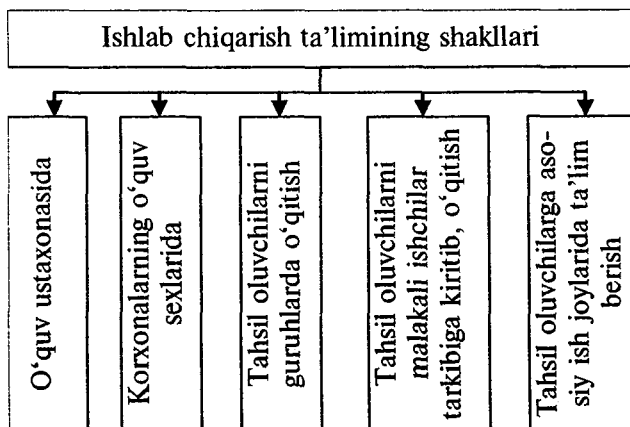 Ishlab chiqarish ta’limining shakllari
O‘quv ustaxonasida
Korxonalarning o‘quv
sexlarida
Tahsil oluvchilarni
guruhlarda o‘qitish
Tahsil oluvchilarni
malakali ishchilar
tarkibiga kiritib, o‘qitish
Tahsil oluvchilarga aso-
siy ish joylarida ta’lim
berish